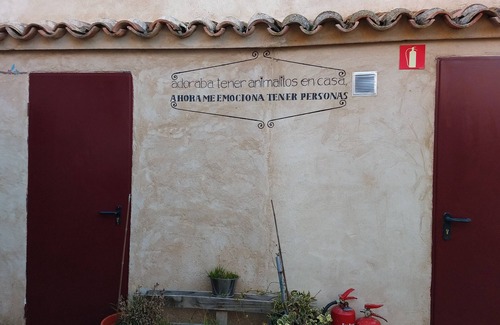 adoraba tener animalitos en casa,
AHORA ME EMOCIONA TENER PERSONAS